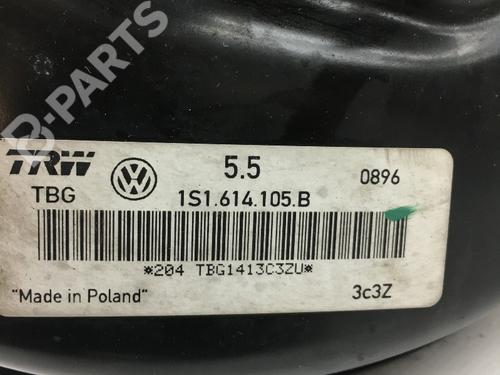 B-PARTS
TRW
5.5
0896
TBG
1S1.614.105.B
*204 TBG1413C3ZU*
"Made in Poland"
3c3Z